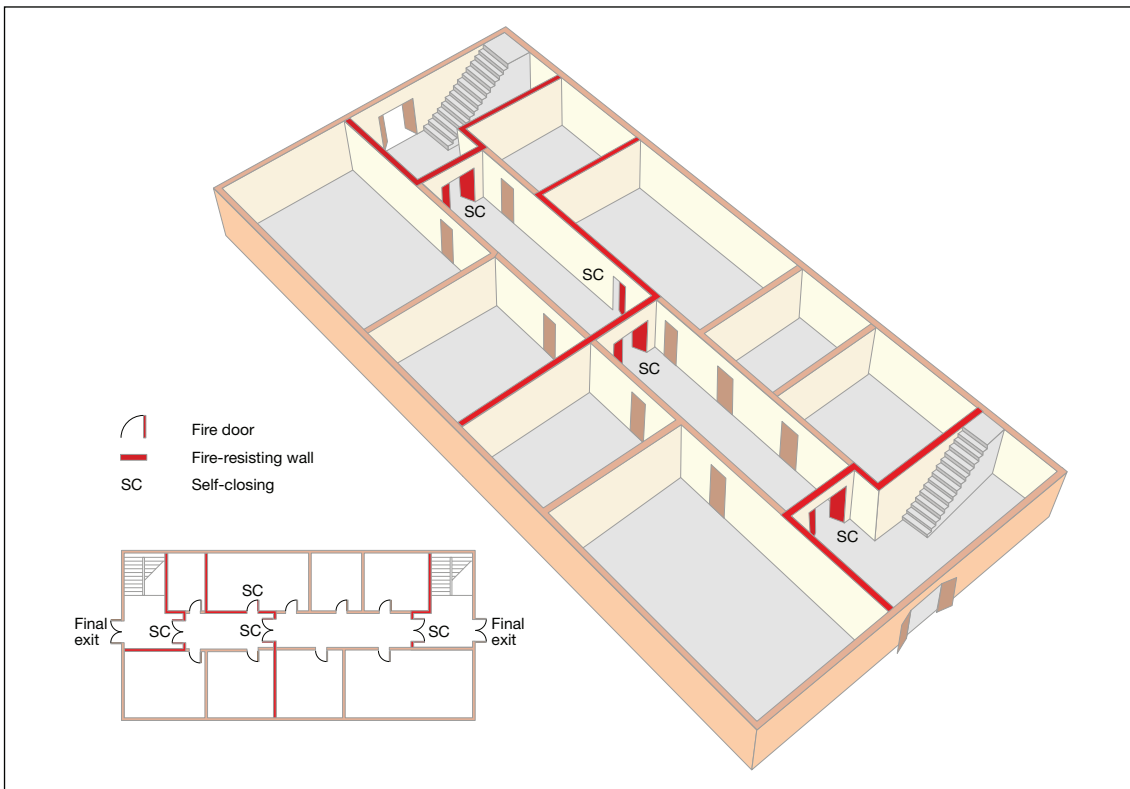 SC
SC
SC
SC
Fire door
Fire-resisting wall
SC
Self-closing
SC
Final
exit
SC
SC
SC
Final
exit